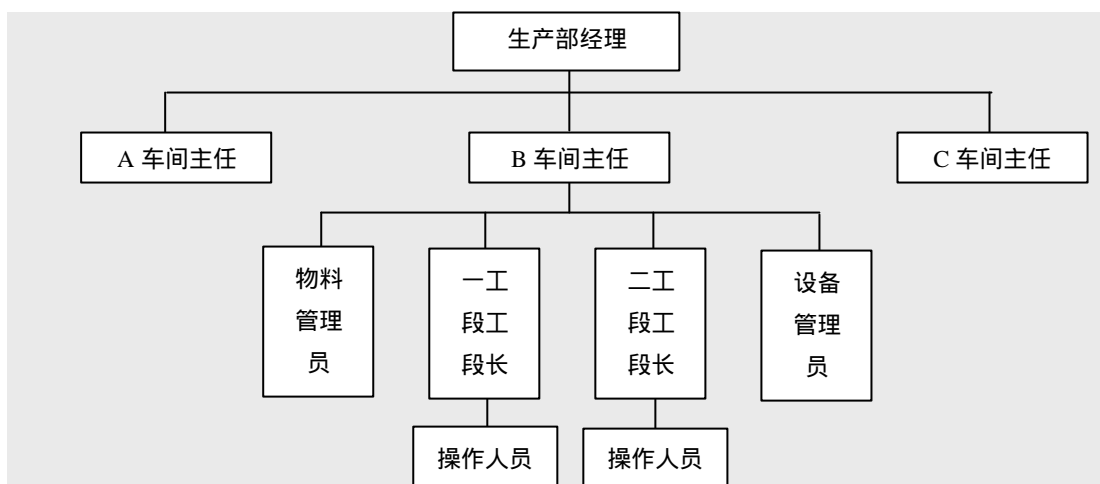 生产部经理
A 车间主任
B 车间主任
C 车间主任
物料
管理
员
一工
段工
段长
二工
段工
段长
设备
管理
员
操作人员
操作人员